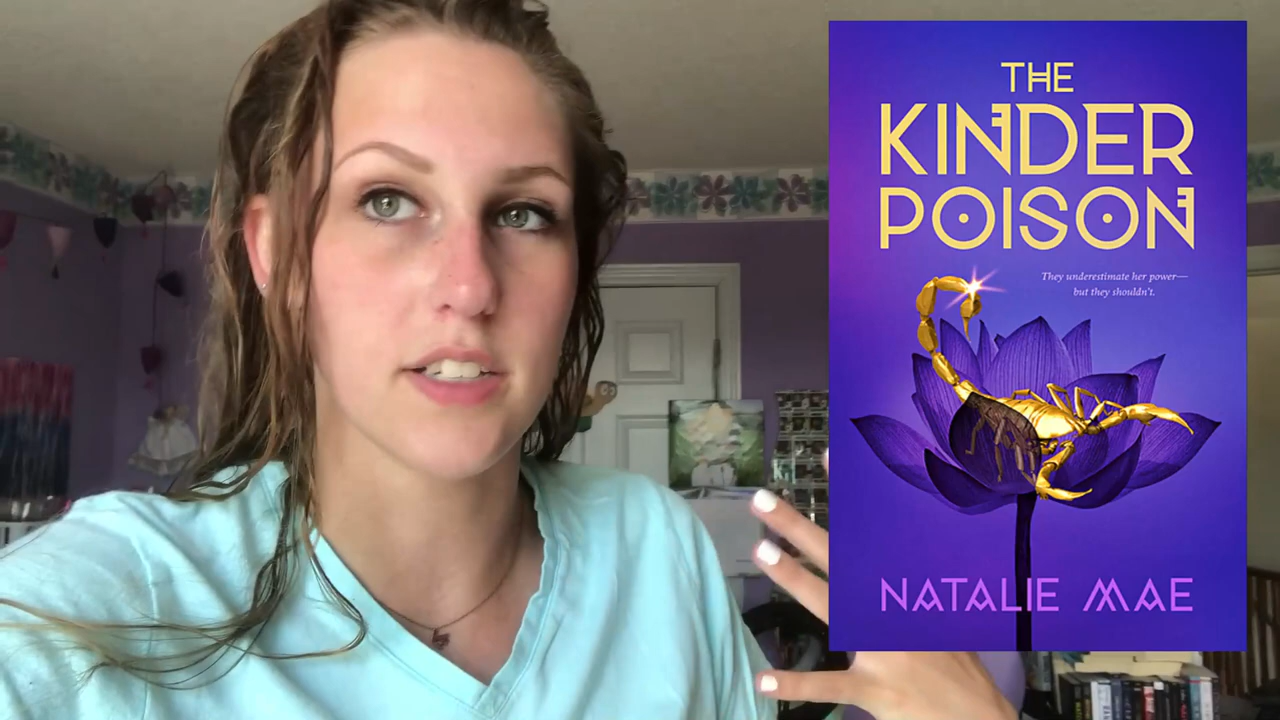 THE
KINDER
POISON
They underestimate her power—
but they shouldn't.
NATALIE MAE